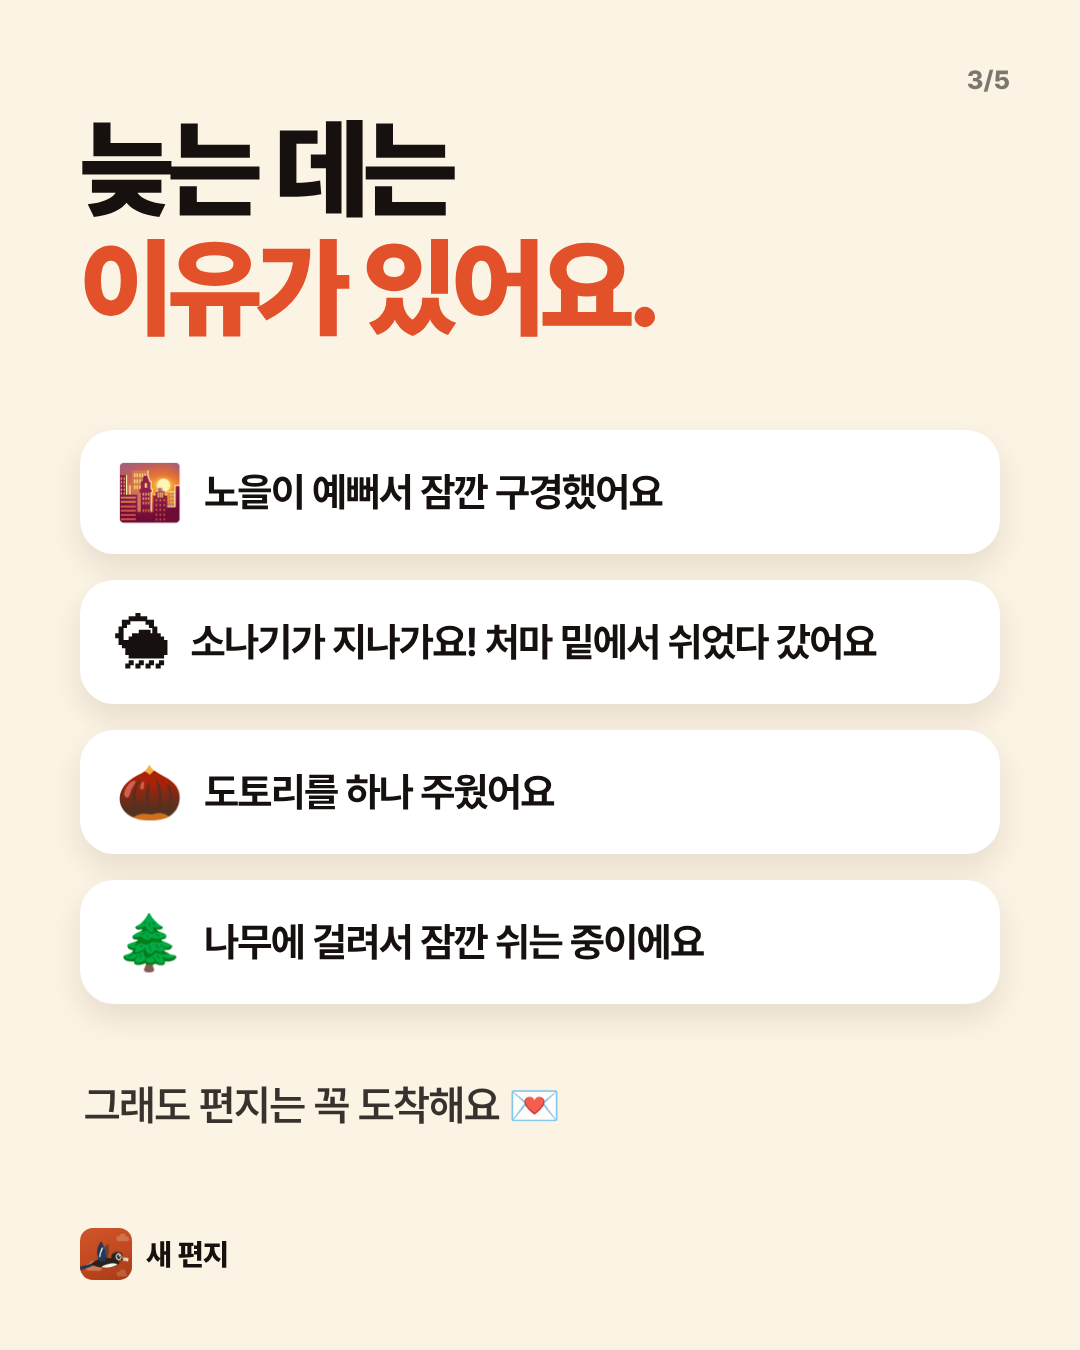 3/5
늦는 데는
이유가 있어요.
노을이 예뻐서 잠깐 구경했어요
소나기가 지나가요! 처마 밑에서 쉬었다 갔어요
도토리를 하나 주웠어요
나무에 걸려서 잠깐 쉬는 중이에요
그래도 편지는 꼭 도착해요 💌
새 편지